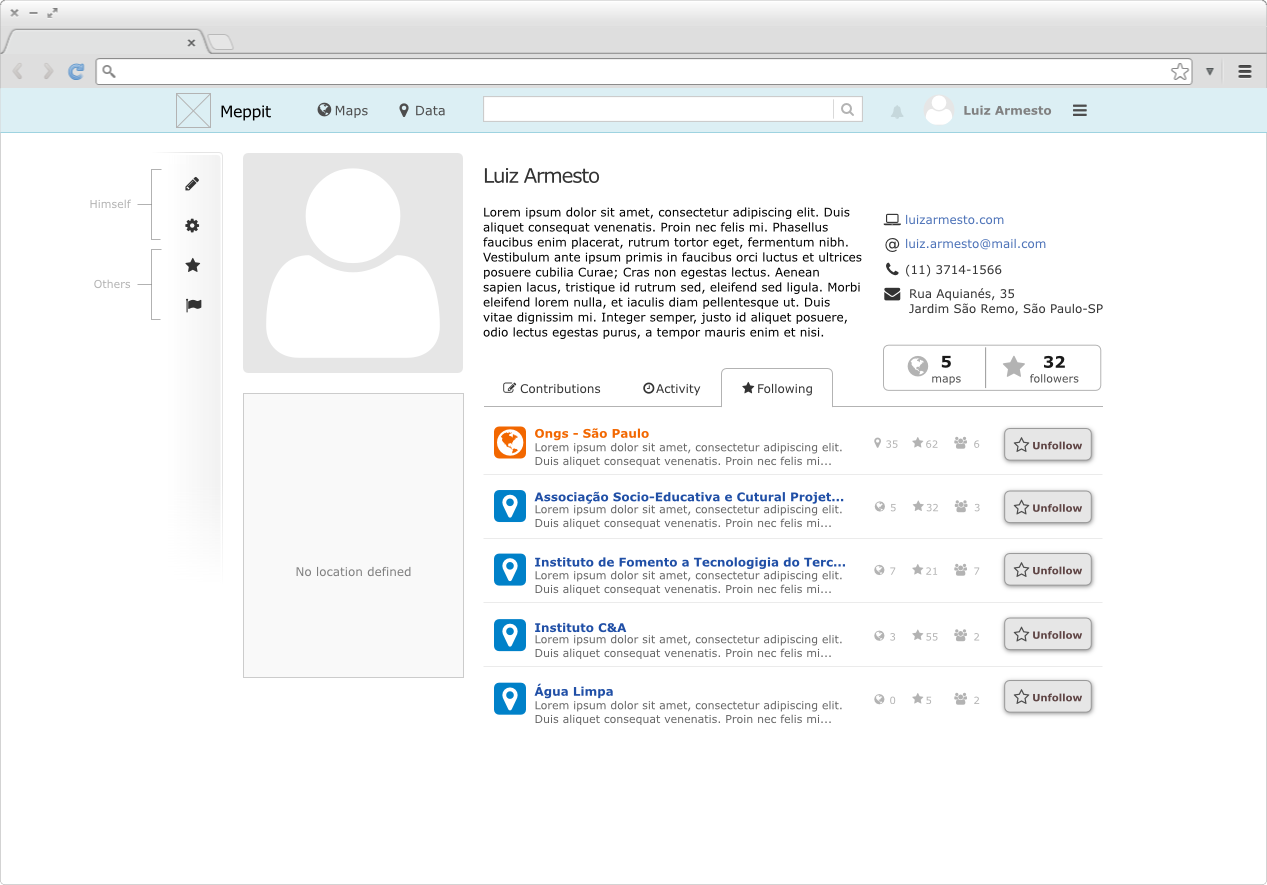 Meppit
Maps
Data
Luiz Armesto
Himself
Others
Luiz Armesto
Lorem ipsum dolor sit amet, consectetur adipiscing elit. Duis
aliquet consequat venenatis. Proin nec felis mi. Phasellus
faucibus enim placerat, rutrum tortor eget, fermentum nibh.
Vestibulum ante ipsum primis in faucibus orci luctus et ultrices
posuere cubilia Curae; Cras non egestas lectus. Aenean
sapien lacus, tristique id rutrum sed, eleifend sed ligula. Morbi
eleifend lorem nulla, et iaculis diam pellentesque ut. Duis
vitae dignissim mi. Integer semper, justo id aliquet posuere,
odio lectus egestas purus, a tempor mauris enim et nisi.
luizarmesto.com
@ luiz.armesto@mail.com
(11) 3714-1566
Rua Aquianés, 35
Jardim São Remo, São Paulo-SP
5
maps
32
followers
Contributions
Activity
Following
No location defined
Ongs - São Paulo
Lorem ipsum dolor sit amet, consectetur adipiscing elit.
Duis aliquet consequat venenatis. Proin nec felis mi...
35 62 6
Unfollow
Associação Socio-Educativa e Cutural Projet...
Lorem ipsum dolor sit amet, consectetur adipiscing elit.
Duis aliquet consequat venenatis. Proin nec felis mi...
5 32 3
Unfollow
Instituto de Fomento a Tecnologigia do Terc...
Lorem ipsum dolor sit amet, consectetur adipiscing elit.
Duis aliquet consequat venenatis. Proin nec felis mi...
7 21 7
Unfollow
Instituto C&A
Lorem ipsum dolor sit amet, consectetur adipiscing elit.
Duis aliquet consequat venenatis. Proin nec felis mi...
3 55 2
Unfollow
Água Limpa
Lorem ipsum dolor sit amet, consectetur adipiscing elit.
Duis aliquet consequat venenatis. Proin nec felis mi...
0 5 2
Unfollow